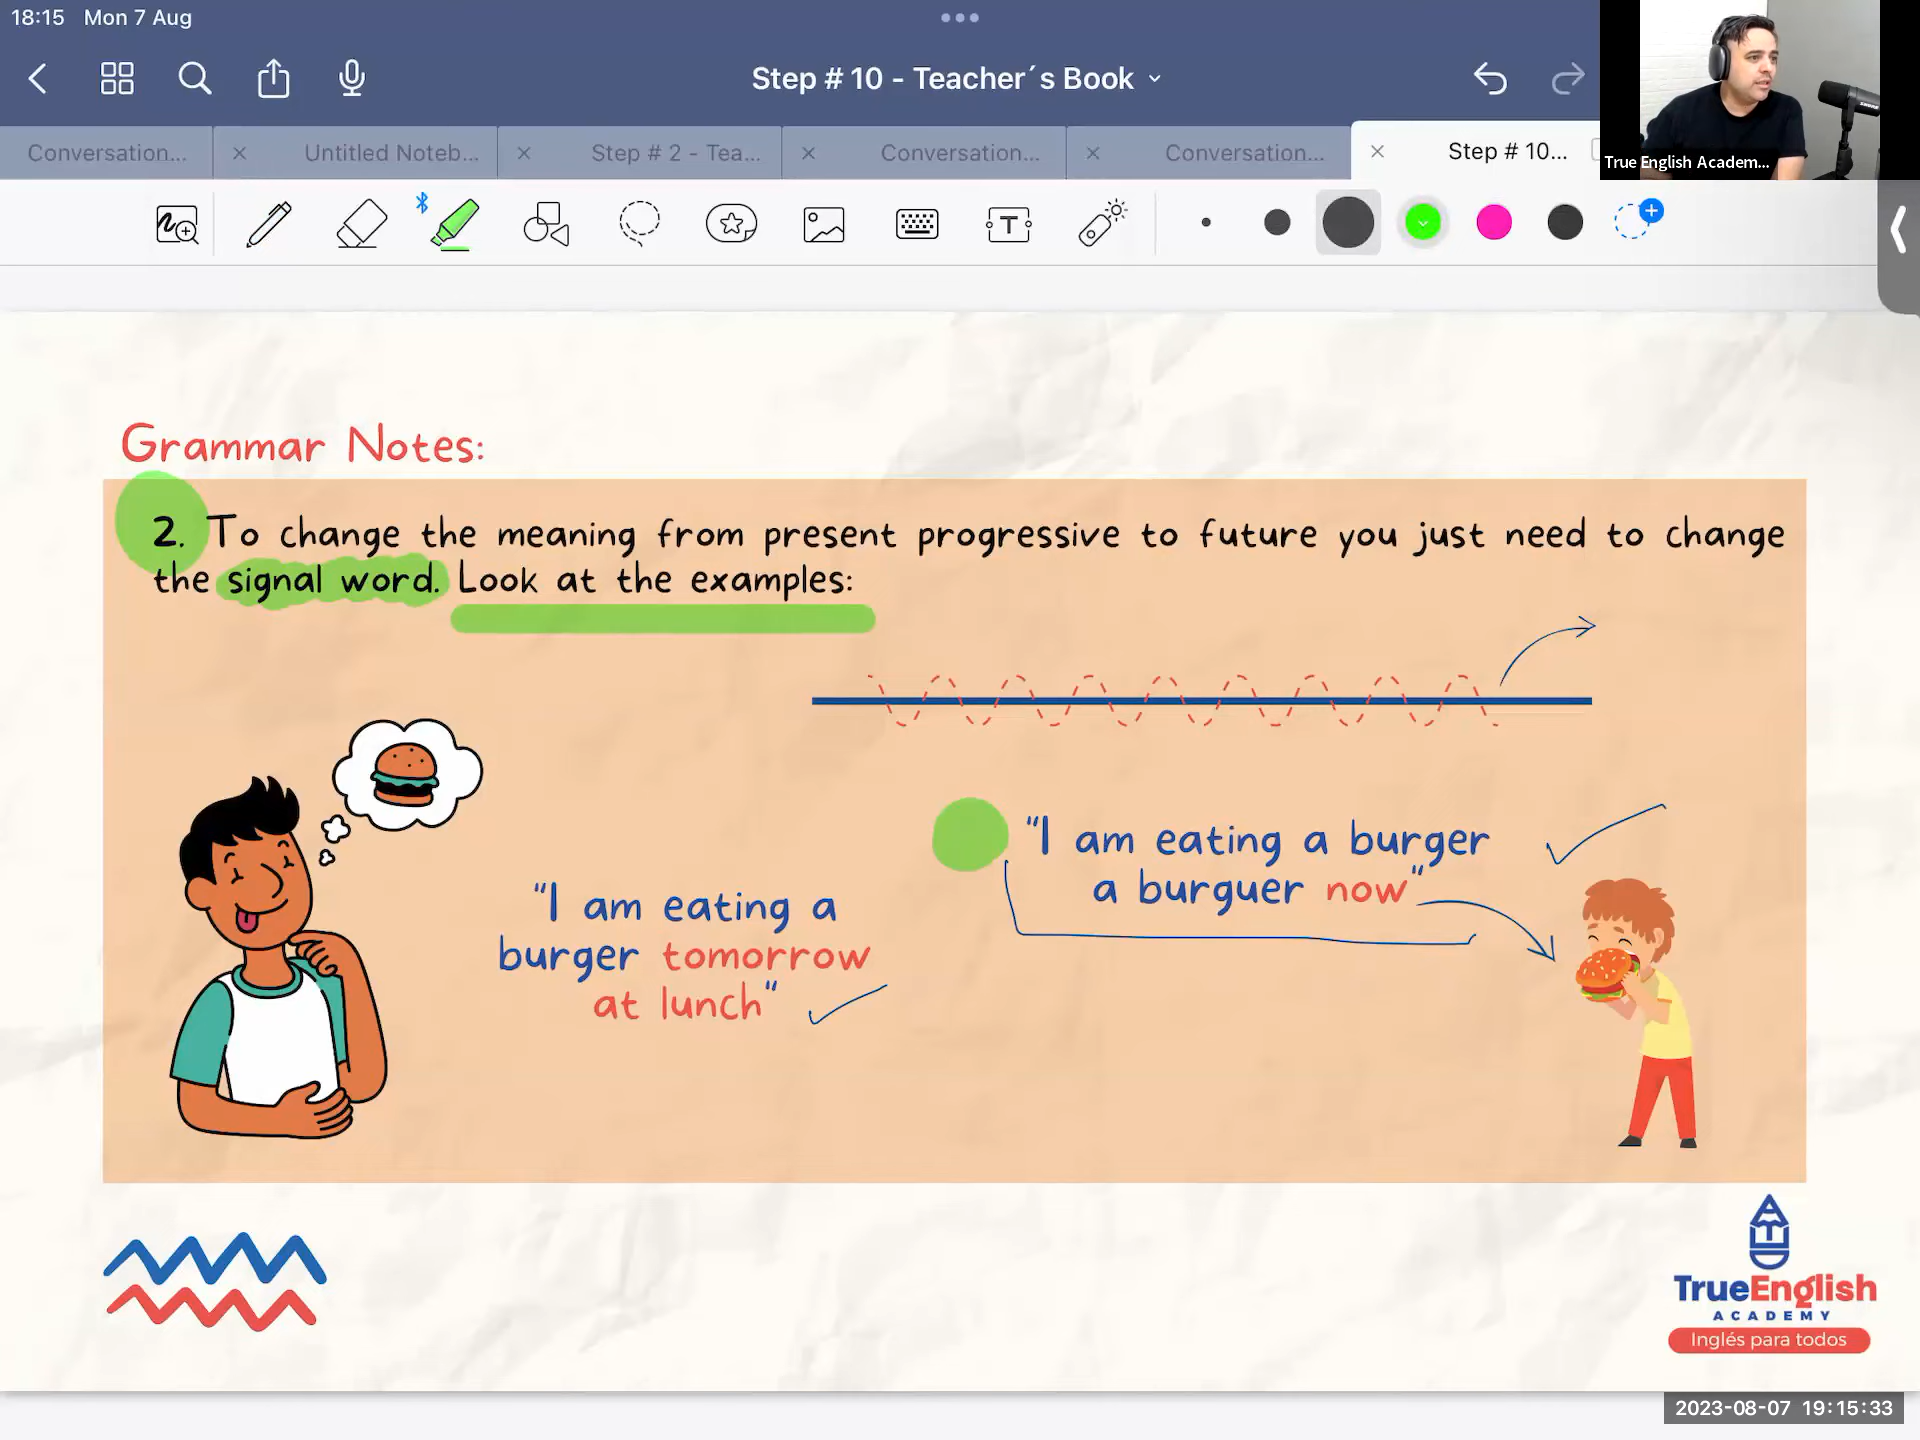 18:15 Mon 7 Aug
Step # 10 - Teacher´s Book
Conversation...
Untitled Noteb...
Step # 2 - Tea...
Conversation...
Conversation...
Step # 10...
True English Academ...
T
Grammar Notes:
2. To change the meaning from present progressive to future you just need to change
the signal word. Look at the examples:
"I am eating a burger
a burguer now"
"I am eating a
burger tomorrow
at lunch"
TrueEnglish
ACADEMY
Inglés para todos
2023-08-07 19:15:33